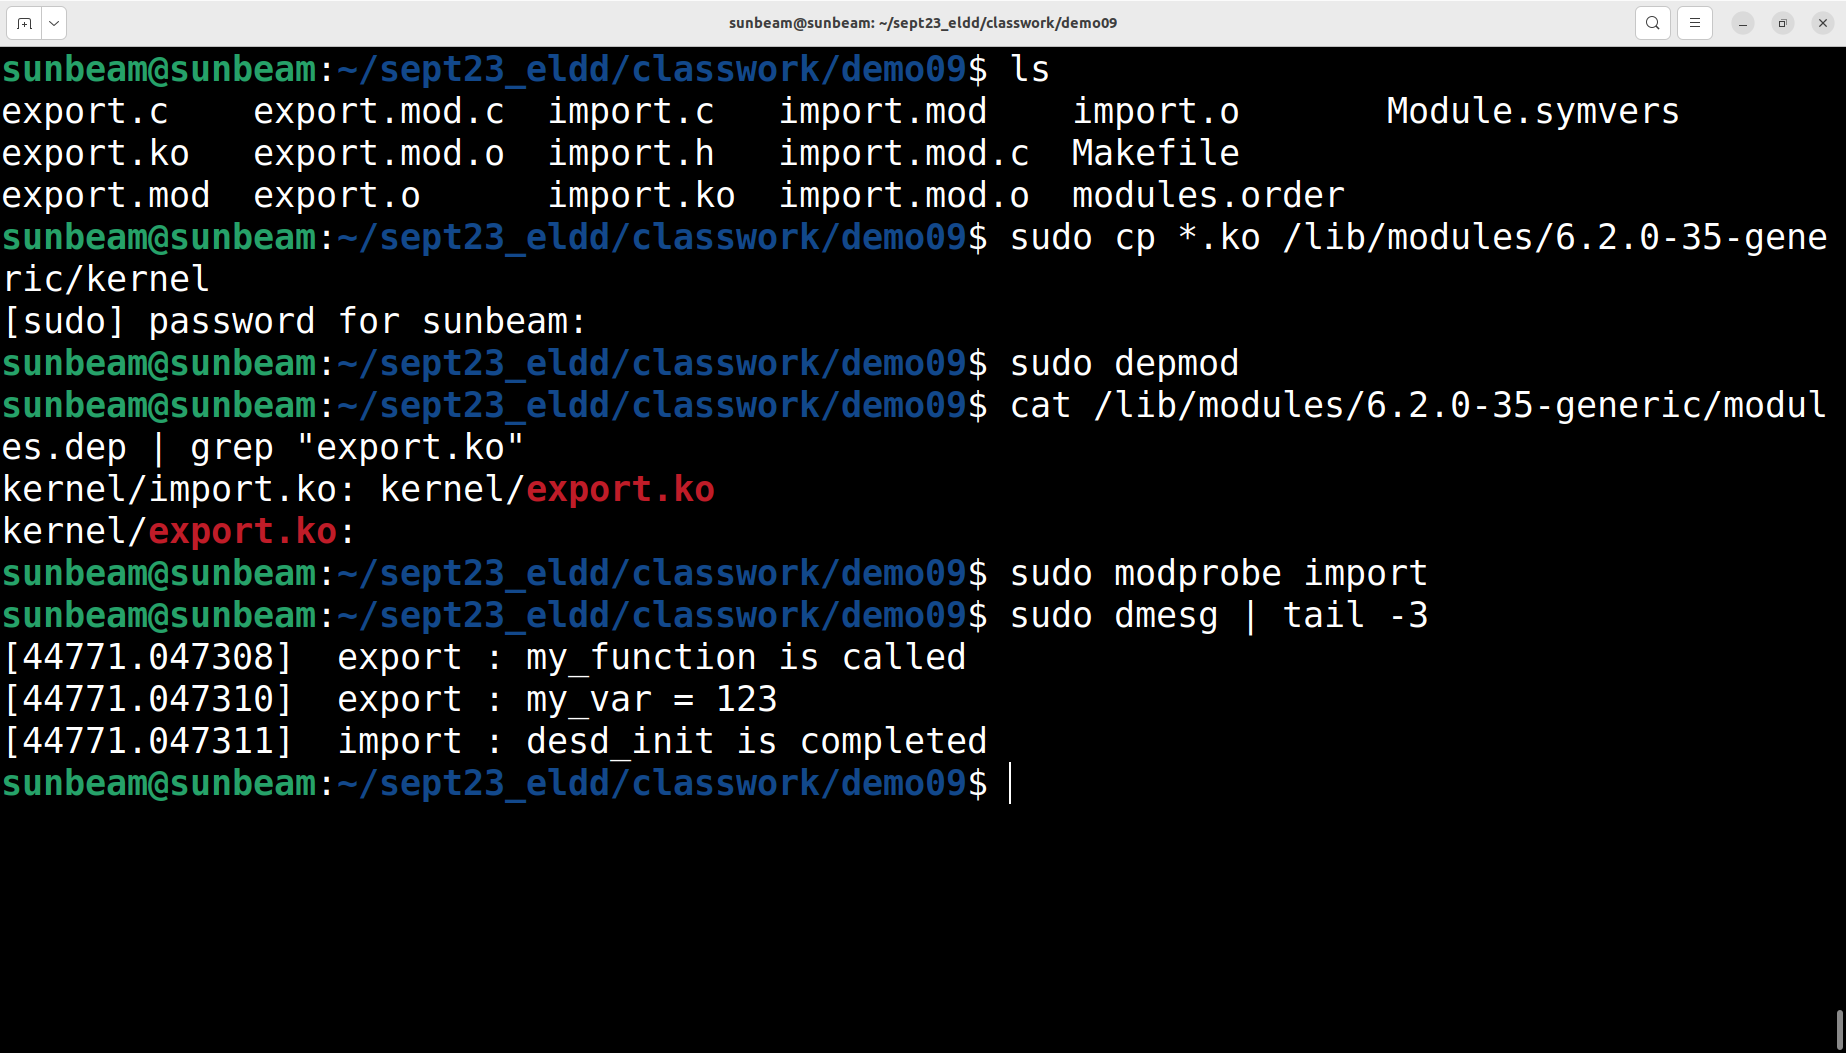 sunbeam@sunbeam: ~/sept23_eldd/classwork/demo09
sunbeam@sunbeam:~/sept23_eldd/classwork/demo09$ ls
export.c    export.mod.c  import.c   import.mod    import.o       Module.symvers
export.ko   export.mod.o  import.h   import.mod.c  Makefile
export.mod  export.o      import.ko  import.mod.o  modules.order
sunbeam@sunbeam:~/sept23_eldd/classwork/demo09$ sudo cp *.ko /lib/modules/6.2.0-35-gene
ric/kernel
[sudo] password for sunbeam:
sunbeam@sunbeam:~/sept23_eldd/classwork/demo09$ sudo depmod
sunbeam@sunbeam:~/sept23_eldd/classwork/demo09$ cat /lib/modules/6.2.0-35-generic/modul
es.dep | grep "export.ko"
kernel/import.ko: kernel/export.ko
kernel/export.ko:
sunbeam@sunbeam:~/sept23_eldd/classwork/demo09$ sudo modprobe import
sunbeam@sunbeam:~/sept23_eldd/classwork/demo09$ sudo dmesg | tail -3
[44771.047308]  export : my_function is called
[44771.047310]  export : my_var = 123
[44771.047311]  import : desd_init is completed
sunbeam@sunbeam:~/sept23_eldd/classwork/demo09$